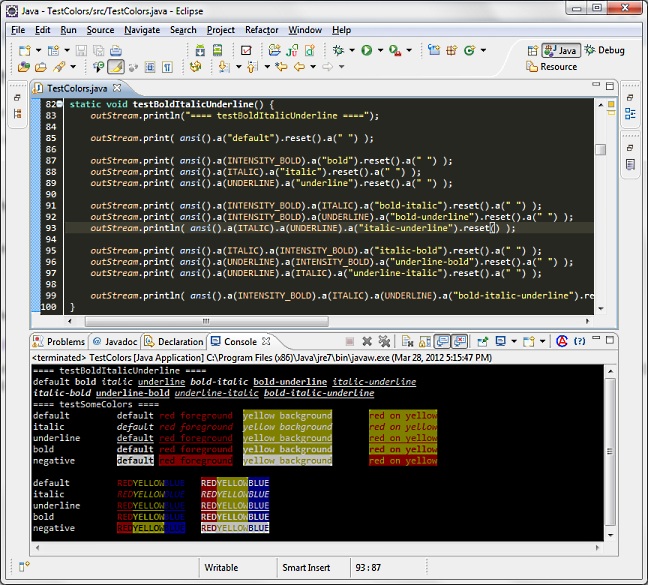 Java - TestColors/src/TestColors.java - Eclipse
File Edit Run Source Navigate Search Project Refactor Window Help
Java Debug
Resource
TestColors.java
82 static void testBoldItalicUnderline() {
83 outStream.println("==== testBoldItalicUnderline ====");
84
85 outStream.print( ansi().a("default").reset().a(" ") );
86
87 outStream.print( ansi().a(INTENSITY_BOLD).a("bold").reset().a(" ") );
88 outStream.print( ansi().a(ITALIC).a("italic").reset().a(" ") );
89 outStream.print( ansi().a(UNDERLINE).a("underline").reset().a(" ") );
90
91 outStream.print( ansi().a(INTENSITY_BOLD).a(ITALIC).a("bold-italic").reset().a(" ") );
92 outStream.print( ansi().a(INTENSITY_BOLD).a(UNDERLINE).a("bold-underline").reset().a(" ") );
93 outStream.println( ansi().a(ITALIC).a(UNDERLINE).a("italic-underline").reset() );
94
95 outStream.print( ansi().a(ITALIC).a(INTENSITY_BOLD).a("italic-bold").reset().a(" ") );
96 outStream.print( ansi().a(UNDERLINE).a(INTENSITY_BOLD).a("underline-bold").reset().a(" ") );
97 outStream.print( ansi().a(UNDERLINE).a(ITALIC).a("underline-italic").reset().a(" ") );
98
99 outStream.println( ansi().a(INTENSITY_BOLD).a(ITALIC).a(UNDERLINE).a("bold-italic-underline").re
100 }
Problems Javadoc Declaration Console
<terminated> TestColors [Java Application] C:\Program Files (x86)\Java\jre7\bin\javaw.exe (Mar 28, 2012 5:15:47 PM)
==== testBoldItalicUnderline ====
default bold italic underline bold-italic bold-underline italic-underline
italic-bold underline-bold underline-italic bold-italic-underline
==== testSomeColors ====
default default red foreground yellow background red on yellow
italic default red foreground yellow background red on yellow
underline default red foreground yellow background red on yellow
bold default red foreground yellow background red on yellow
negative default red foreground yellow background red on yellow
default REDYELLOWBLUE REDYELLOWBLUE
italic REDYELLOWBLUE REDYELLOWBLUE
underline REDYELLOWBLUE REDYELLOWBLUE
bold REDYELLOWBLUE REDYELLOWBLUE
negative REDYELLOWBLUE REDYELLOWBLUE
Writable Smart Insert 93 : 87